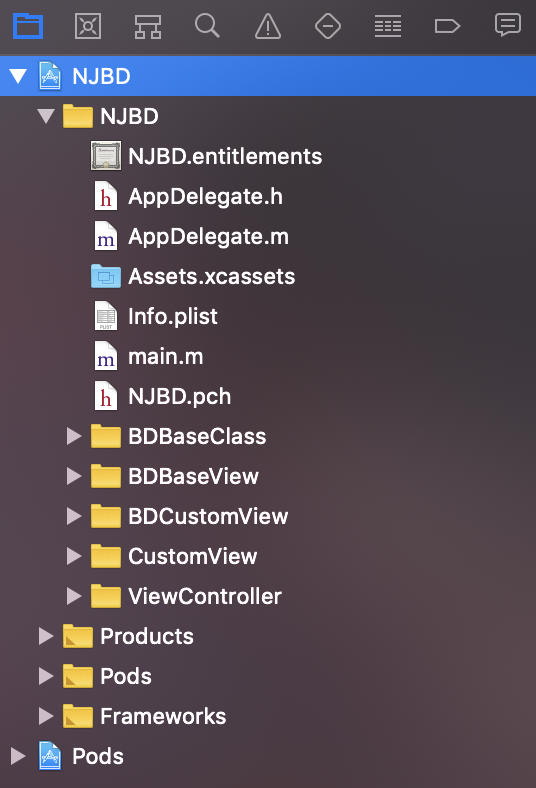 NJBD
NJBD
NJBD.entitlements
h AppDelegate.h
m AppDelegate.m
Assets.xcassets
PLIST Info.plist
m main.m
h NJBD.pch
BDBaseClass
BDBaseView
BDCustomView
CustomView
ViewController
Products
Pods
Frameworks
Pods